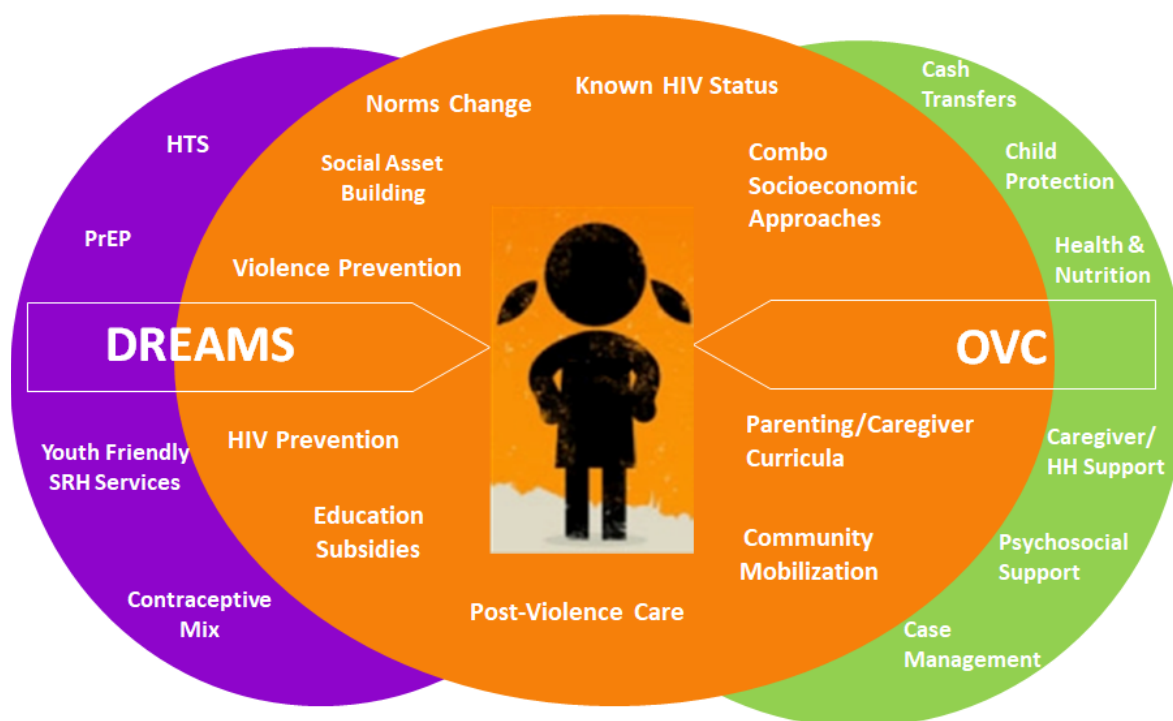 Known HIV Status
Norms Change
Cash
Transfers
HTS
Social Asset
Building
Combo
Socioeconomic
Approaches
Child
Protection
PrEP
Violence Prevention
Health &
Nutrition
DREAMS
OVC
Youth Friendly
SRH Services
HIV Prevention
Parenting/Caregiver
Curricula
Caregiver/
HH Support
Education
Subsidies
Community
Mobilization
Psychosocial
Support
Contraceptive
Mix
Post-Violence Care
Case
Management